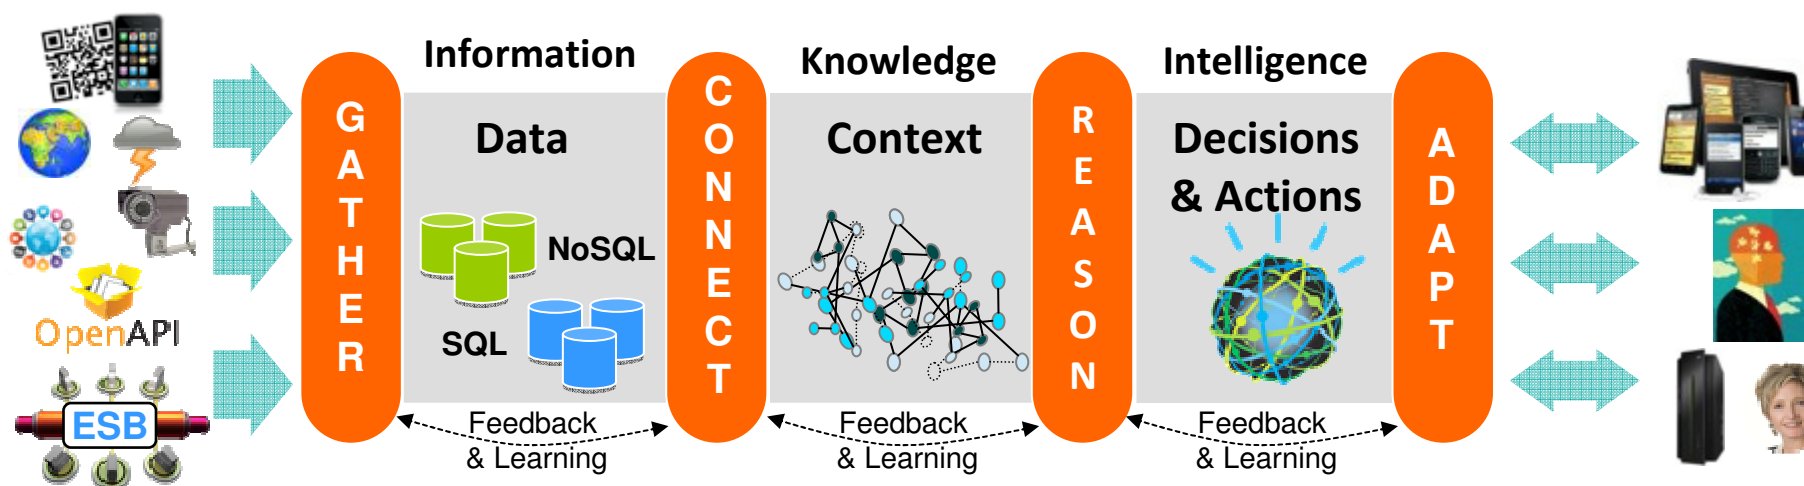 Information
Knowledge
Intelligence
GATHER
Data
NoSQL
SQL
CONNECT
Context
REASON
Decisions
& Actions
ADAPT
OpenAPI
ESB
Feedback
& Learning
Feedback
& Learning
Feedback
& Learning